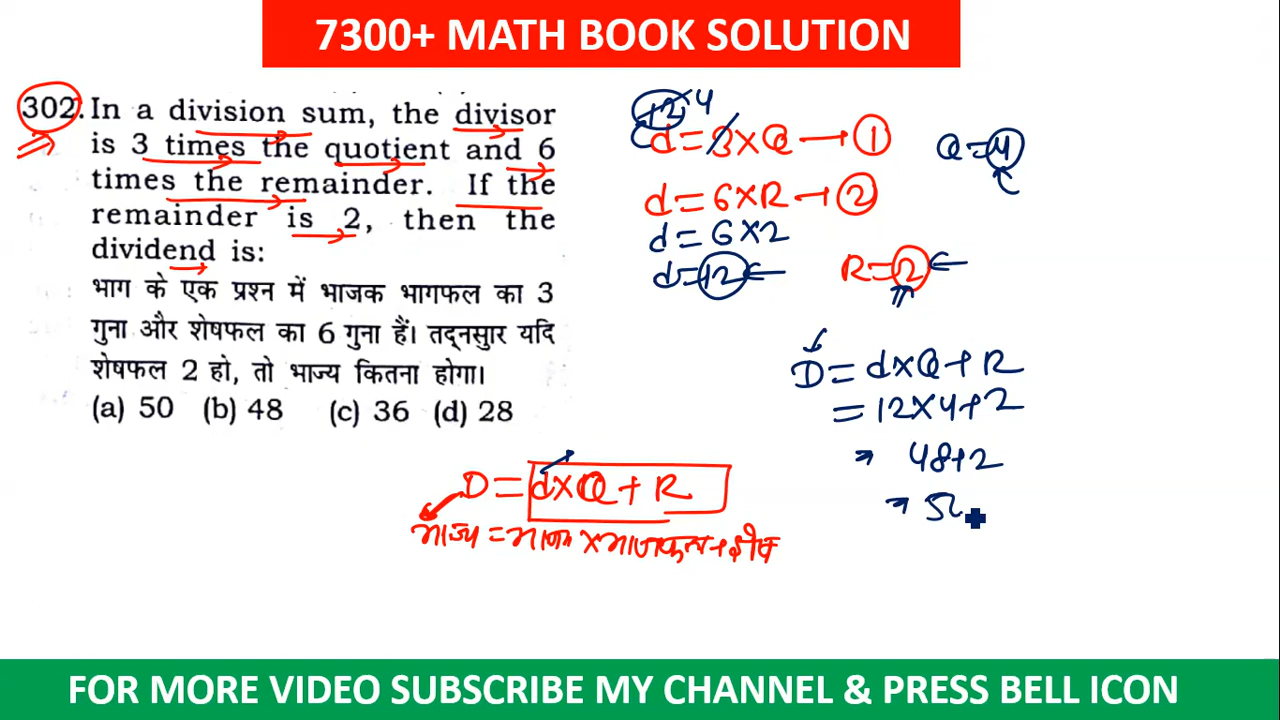 7300+ MATH BOOK SOLUTION
302. In a division sum, the divisor
is 3 times the quotient and 6
times the remainder. If the
remainder is 2, then the
dividend is:
भाग के एक प्रश्न में भाजक भागफल का 3
गुना और शेषफल का 6 गुना हैं। तद्नसुार यदि
शेषफल 2 हो, तो भाज्य कितना होगा।
(a) 50 (b) 48 (c) 36 (d) 28
12 4
d = 3 × Q → 1
Q = 4
d = 6 × R → 2
d = 6 × 2
d = 12
R = 2
D = d × Q + R
= 12 × 4 + 2
→ 48 + 2
→ 50
D = d × Q + R
भाज्य = भाजक × भागफल + शेष
FOR MORE VIDEO SUBSCRIBE MY CHANNEL & PRESS BELL ICON